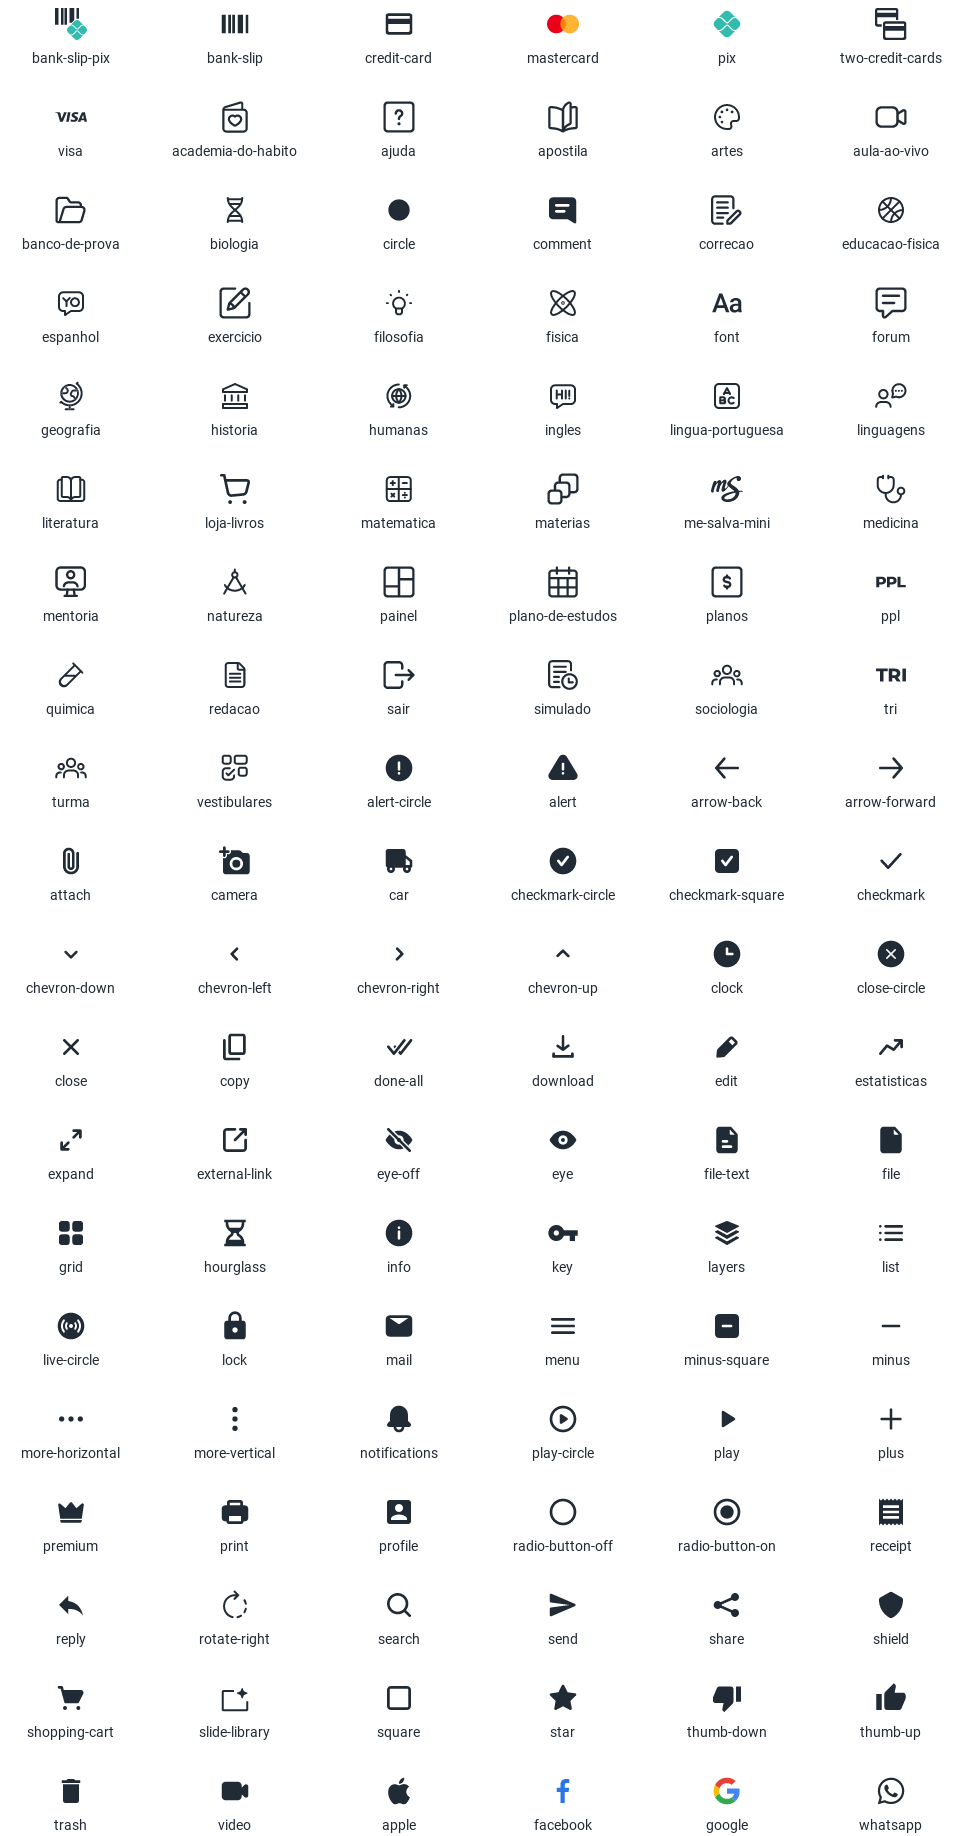 bank-slip-pix bank-slip credit-card mastercard pix two-credit-cards
VISA
visa academia-do-habito ajuda apostila artes aula-ao-vivo
banco-de-prova biologia circle comment correcao educacao-fisica
YO Aa
espanhol exercicio filosofia fisica font forum
HI! A BC
geografia historia humanas ingles lingua-portuguesa linguagens
mS
literatura loja-livros matematica materias me-salva-mini medicina
$ PPL
mentoria natureza painel plano-de-estudos planos ppl
TRI
quimica redacao sair simulado sociologia tri
turma vestibulares alert-circle alert arrow-back arrow-forward
attach camera car checkmark-circle checkmark-square checkmark
chevron-down chevron-left chevron-right chevron-up clock close-circle
close copy done-all download edit estatisticas
expand external-link eye-off eye file-text file
grid hourglass info key layers list
live-circle lock mail menu minus-square minus
more-horizontal more-vertical notifications play-circle play plus
premium print profile radio-button-off radio-button-on receipt
reply rotate-right search send share shield
shopping-cart slide-library square star thumb-down thumb-up
trash video apple facebook google whatsapp